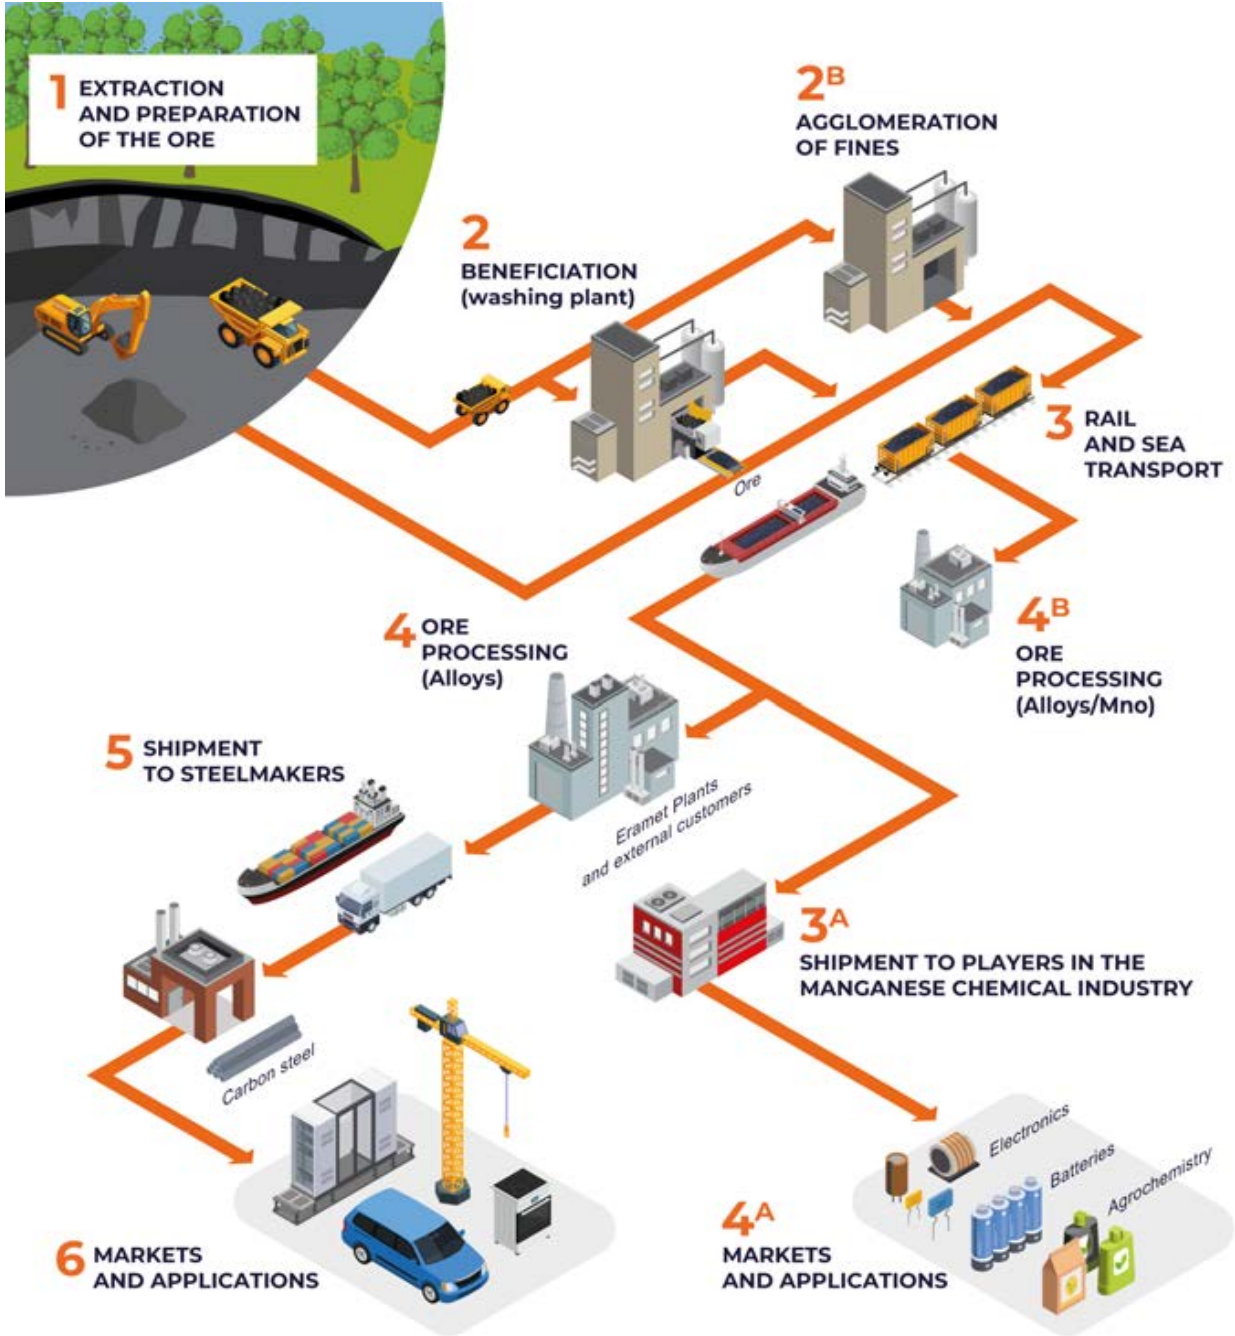 1 EXTRACTION
AND PREPARATION
OF THE ORE
2
BENEFICIATION
(washing plant)
2B
AGGLOMERATION
OF FINES
Ore
3 RAIL
AND SEA
TRANSPORT
4 ORE
PROCESSING
(Alloys)
4B
ORE
PROCESSING
(Alloys/Mno)
5 SHIPMENT
TO STEELMAKERS
Eramet Plants
and external customers
3A
SHIPMENT TO PLAYERS IN THE
MANGANESE CHEMICAL INDUSTRY
Carbon steel
6 MARKETS
AND APPLICATIONS
4A
MARKETS
AND APPLICATIONS
Electronics
Batteries
Agrochemistry